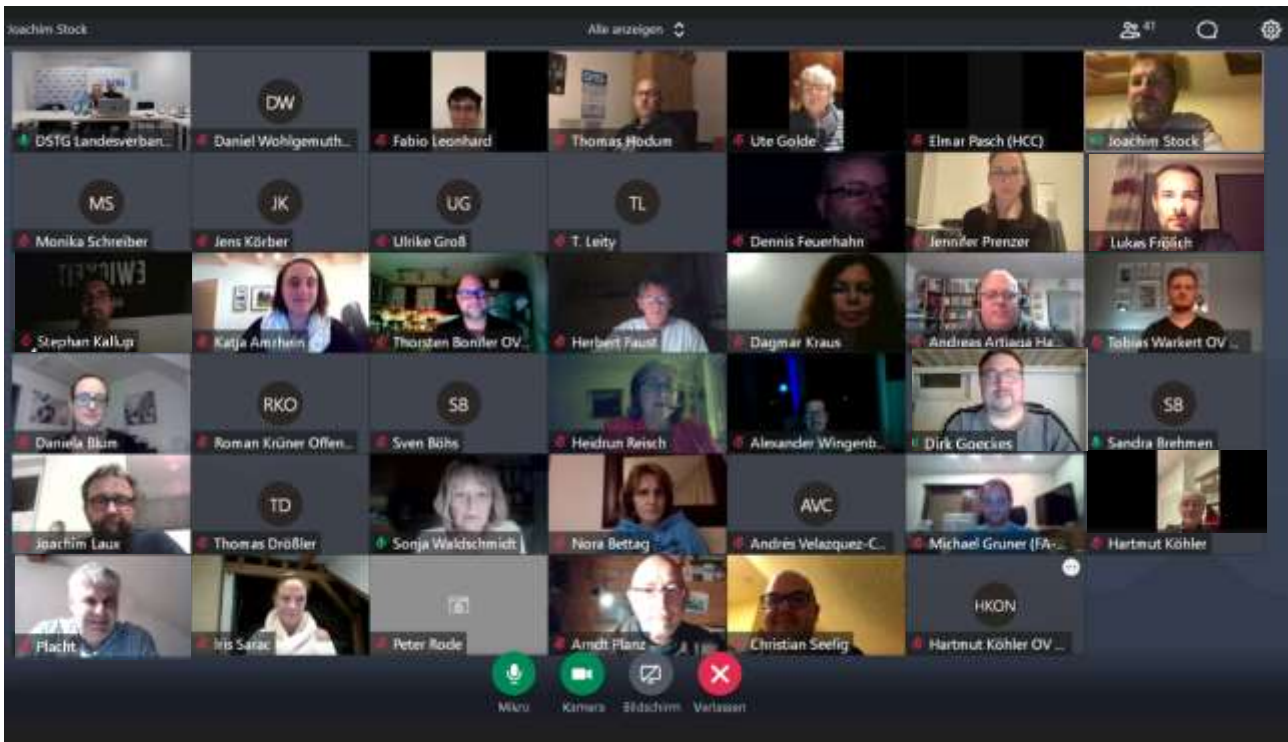 Joachim Stock
Alle anzeigen
41
DSTG Landesverban...
DW
Daniel Wohlgemuth...
Fabio Leonhard
Thomas Hodum
Ute Golde
Elmar Pasch (HCC)
Joachim Stock
MS
Monika Schreiber
JK
Jens Körber
UG
Ulrike Groß
TL
T. Leity
Dennis Feuerhahn
Jennifer Prenzer
Lukas Frölich
Stephan Kallup
Katja Amrhein
Thorsten Bonifer OV...
Herbert Faust
Dagmar Kraus
Andreas Artiaga Ha...
Tobias Warkert OV ...
Daniela Blum
RKO
Roman Krüner Offen...
SB
Sven Böhs
Heidrun Reisch
Alexander Wingenb...
Dirk Goeckes
SB
Sandra Brehmen
Joachim Laux
TD
Thomas Drößler
Sonja Waldschmidt
Nora Bettag
AVC
Andrés Velazquez-C...
Michael Gruner (FA-...
Hartmut Köhler
Placht
Iris Sarac
Peter Rode
Arndt Planz
Christian Seelig
HKON
Hartmut Köhler OV ...
Mikro
Kamera
Bildschirm
Verlassen